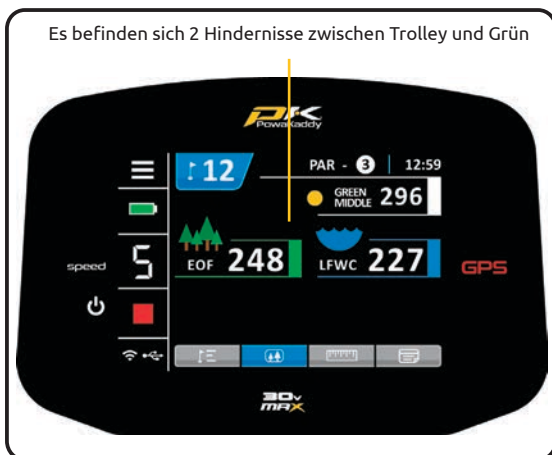 Es befinden sich 2 Hindernisse zwischen Trolley und Grün
PK
PowaKaddy
12
PAR - 3 | 12:59
GREEN MIDDLE 296
EOF 248
LFWC 227
speed 5
GPS
30v
MAX